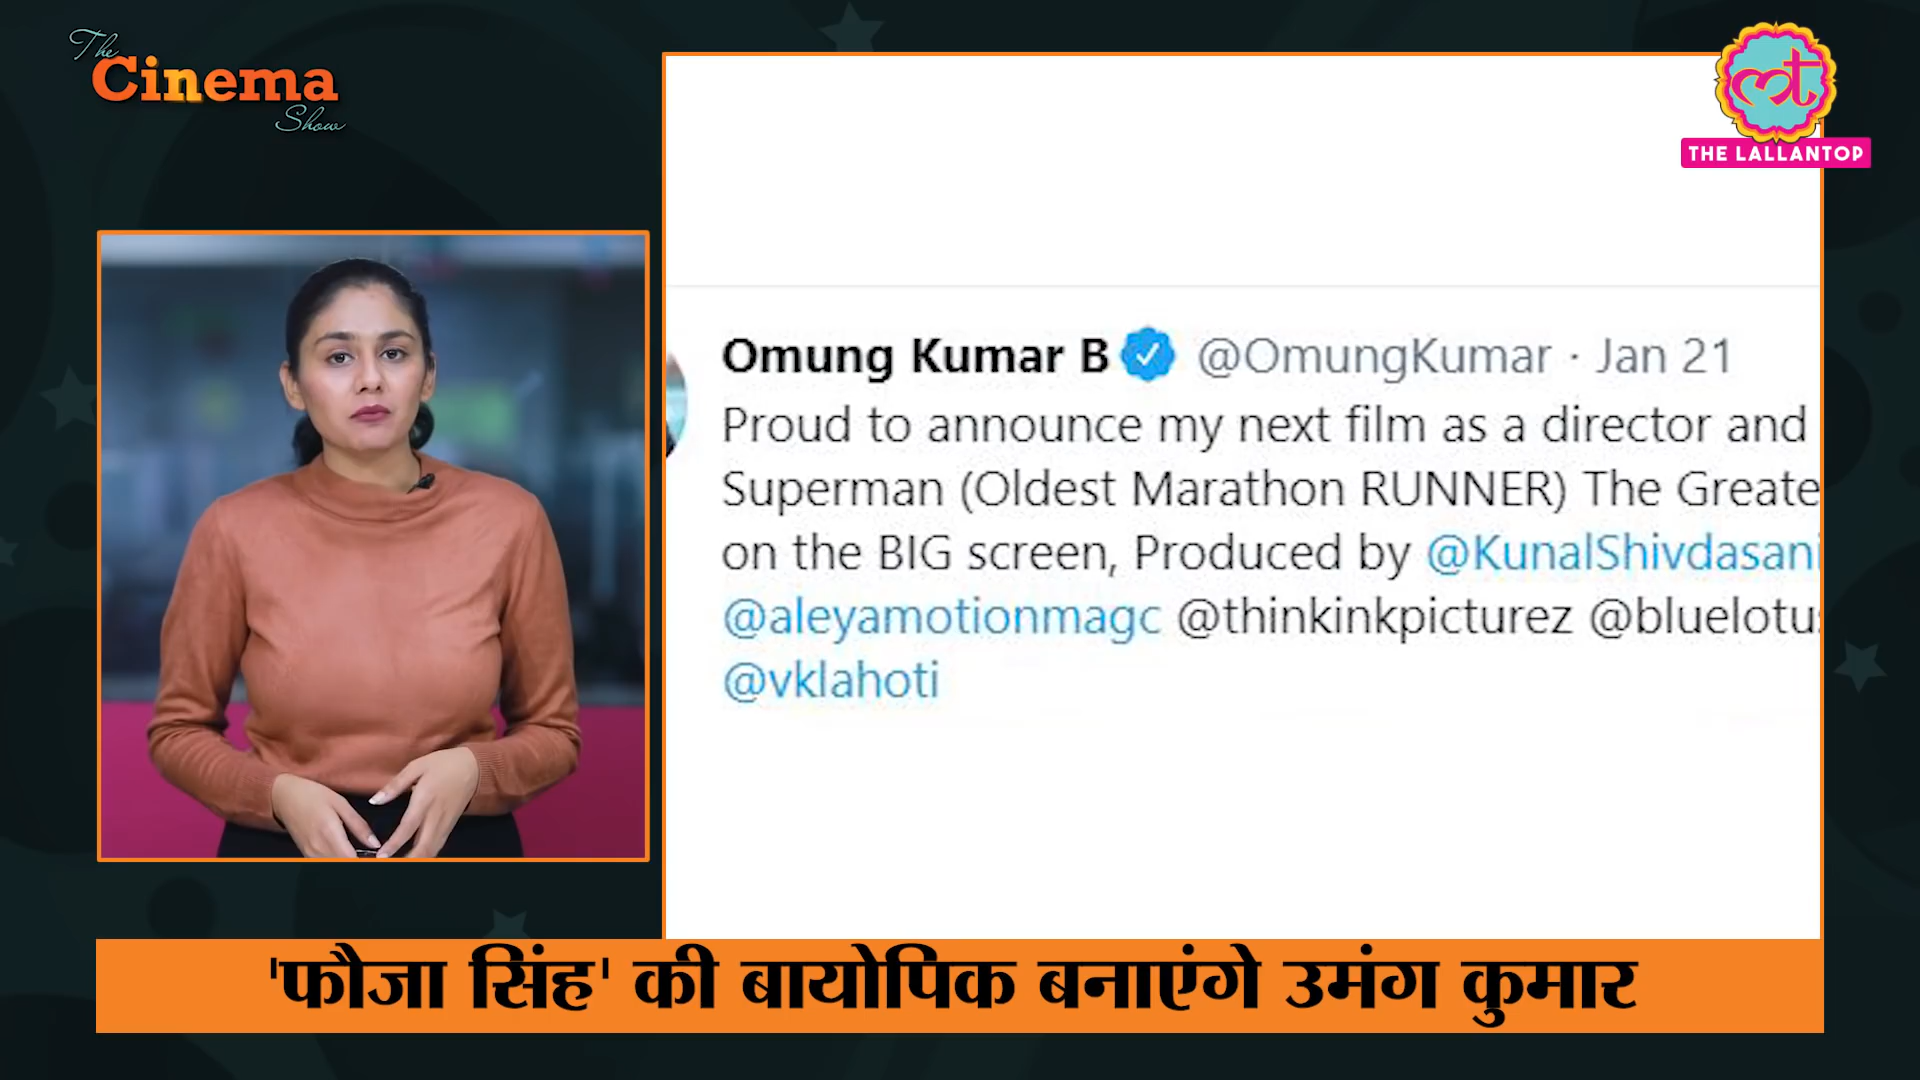 The
Cinema
Show
THE LALLANTOP
Omung Kumar B @OmungKumar · Jan 21
Proud to announce my next film as a director and
Superman (Oldest Marathon RUNNER) The Greate
on the BIG screen, Produced by @KunalShivdasani
@aleyamotionmagc @thinkinkpicturez @bluelotus
@vklahoti
'फौजा सिंह' की बायोपिक बनाएंगे उमंग कुमार